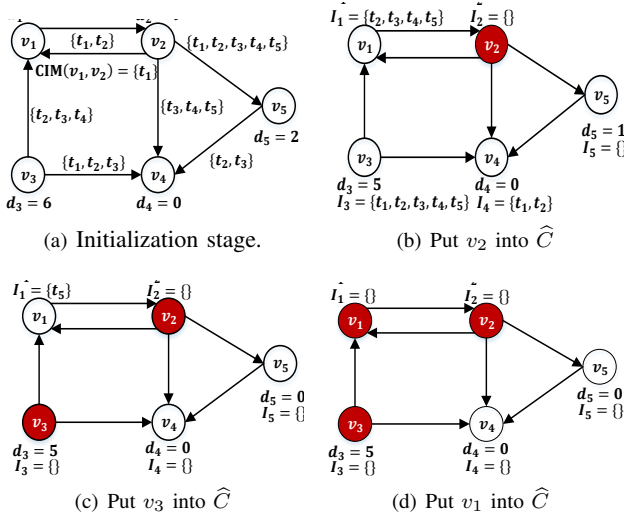 v₁
{t₁, t₂}
v₂
{t₁, t₂, t₃, t₄, t₅}
CIM(v₁, v₂) = {t₁}
{t₂, t₃, t₄}
{t₃, t₄, t₅}
v₅
d₅ = 2
{t₁, t₂, t₃}
{t₂, t₃}
v₃
v₄
d₃ = 6
d₄ = 0
(a) Initialization stage.
I₁ = {t₂, t₃, t₄, t₅}
I₂ = {}
v₁
v₂
v₅
d₅ = 1
I₅ = {}
v₃
v₄
d₃ = 5
d₄ = 0
I₃ = {t₁, t₂, t₃, t₄, t₅}
I₄ = {t₁, t₂}
(b) Put v₂ into Ĉ
I₁ = {t₅}
I₂ = {}
v₁
v₂
v₅
d₅ = 0
I₅ = {}
v₃
v₄
d₃ = 5
d₄ = 0
I₃ = {}
I₄ = {}
(c) Put v₃ into Ĉ
I₁ = {}
I₂ = {}
v₁
v₂
v₅
d₅ = 0
I₅ = {}
v₃
v₄
d₃ = 5
d₄ = 0
I₃ = {}
I₄ = {}
(d) Put v₁ into Ĉ